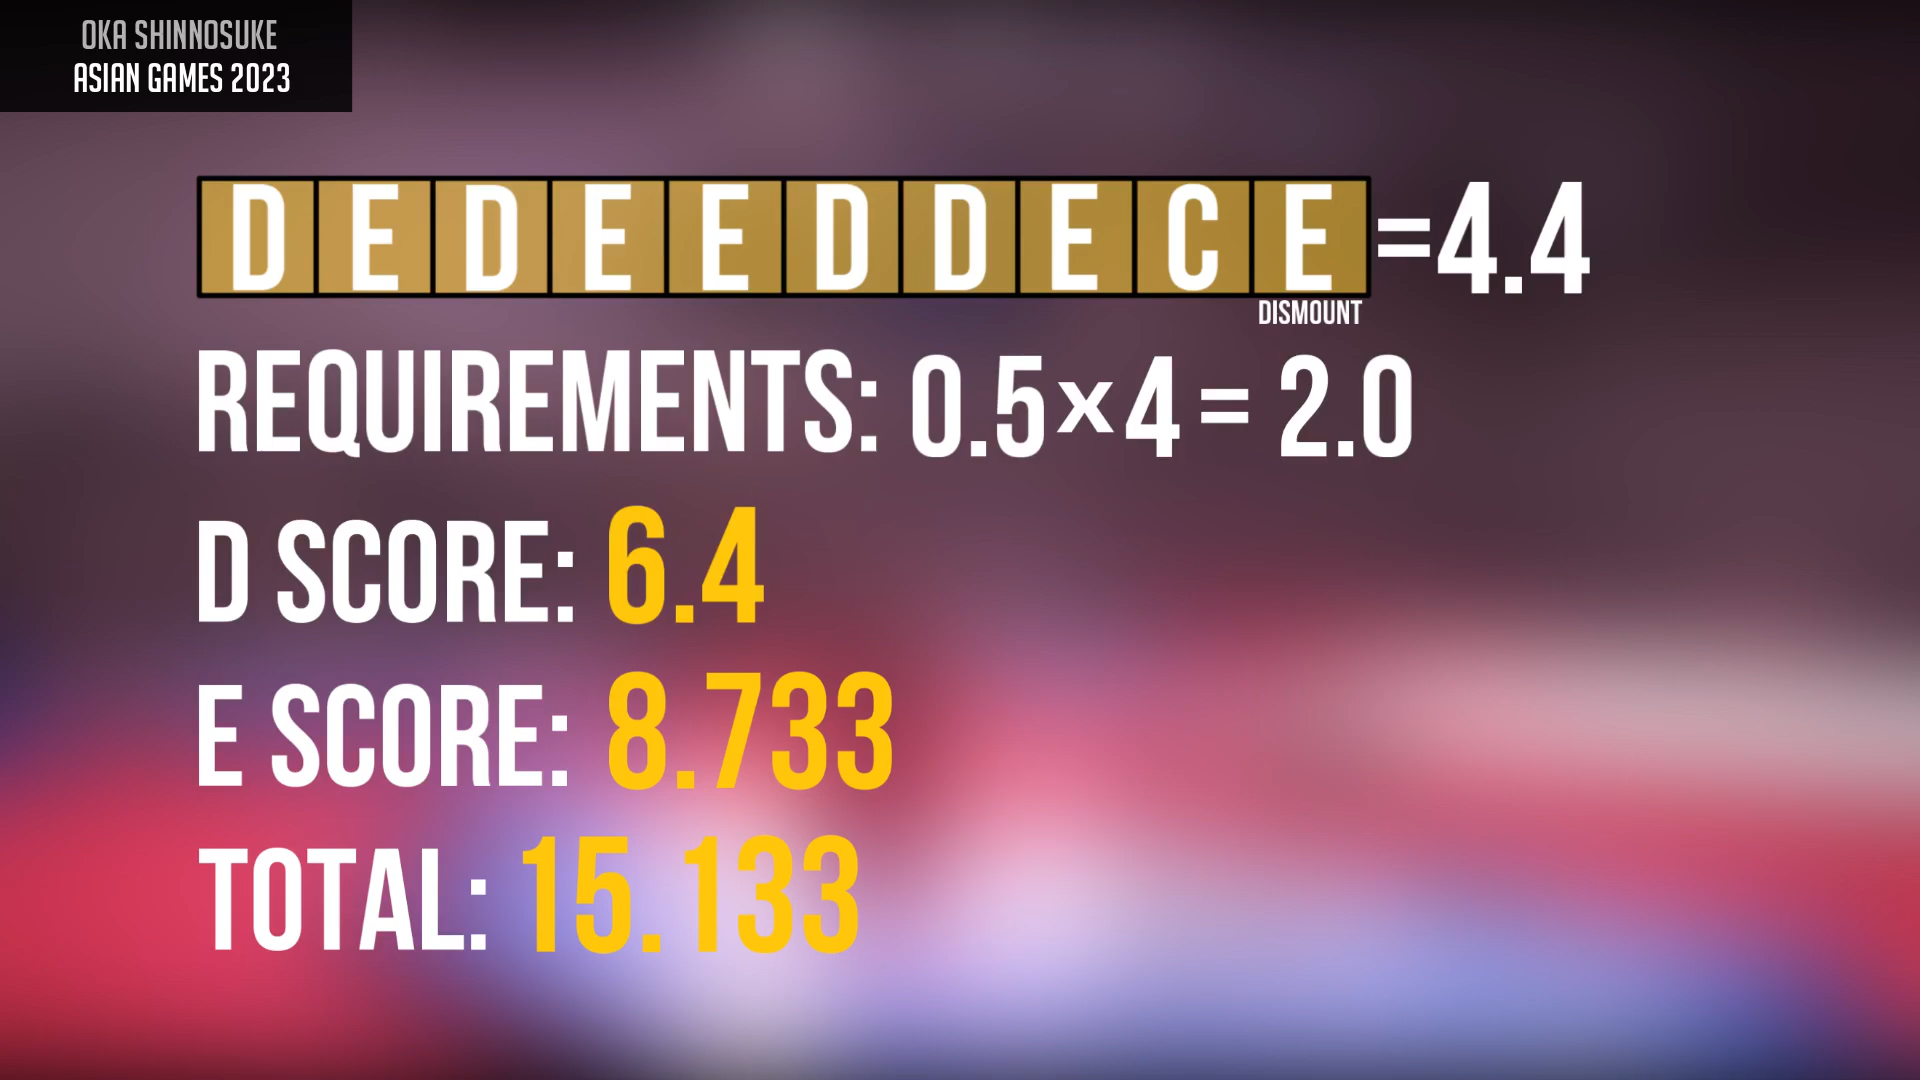 OKA SHINNOSUKE
ASIAN GAMES 2023
D E D E E D D E C E =4.4
DISMOUNT
REQUIREMENTS: 0.5×4 = 2.0
D SCORE: 6.4
E SCORE: 8.733
TOTAL: 15.133